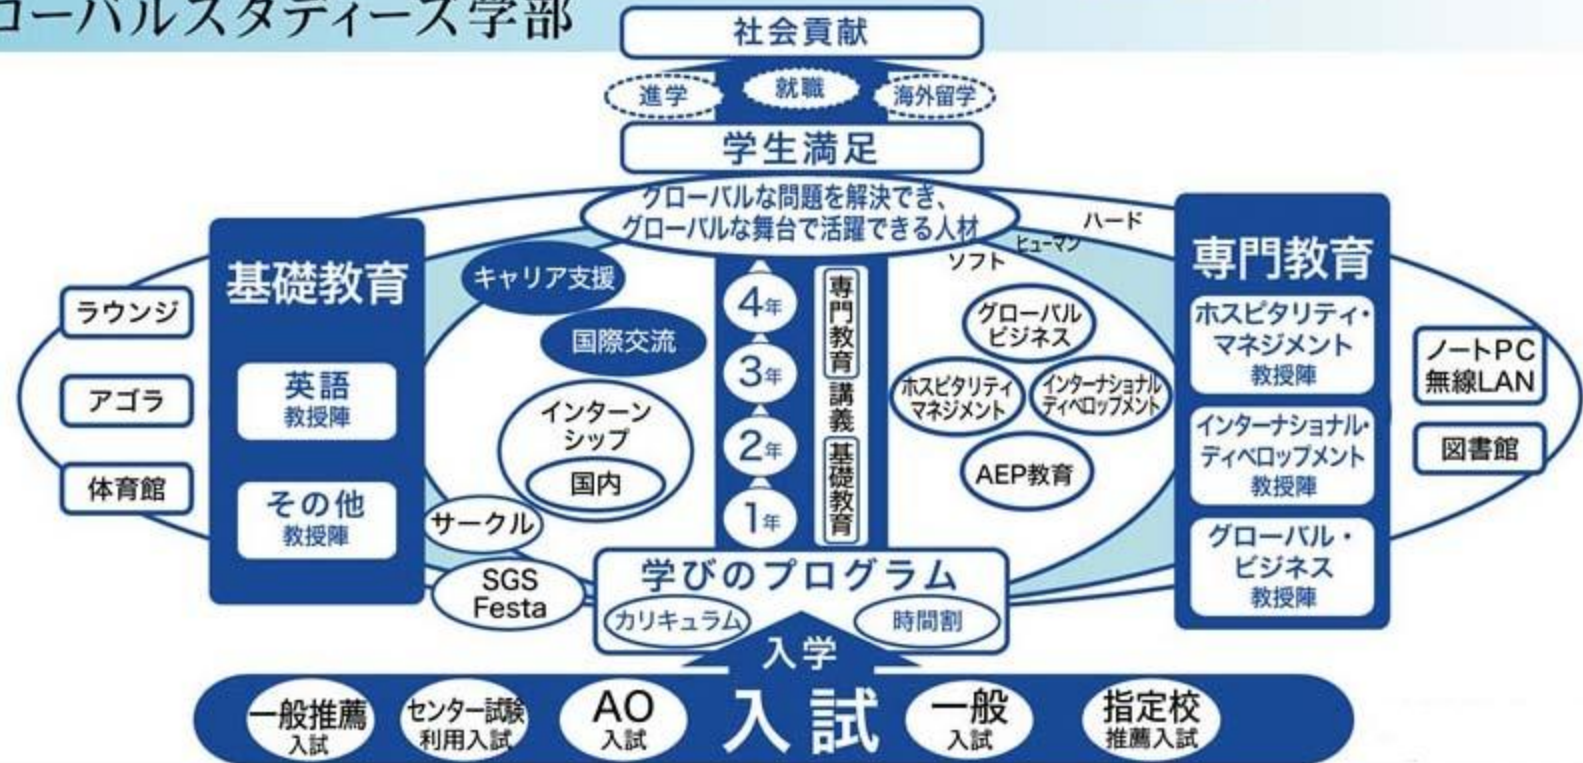 ローバルスタディーズ学部
社会貢献
進学
就職
海外留学
学生満足
グローバルな問題を解決でき、
グローバルな舞台で活躍できる人材
ハード
ヒューマン
ソフト
基礎教育
英語
教授陣
その他
教授陣
ラウンジ
アゴラ
体育館
キャリア支援
国際交流
インターン
シップ
国内
サークル
SGS
Festa
4年
3年
2年
1年
専門教育
講義
基礎教育
グローバル
ビジネス
ホスピタリティ
マネジメント
インターナショナル
ディベロップメント
AEP教育
専門教育
ホスピタリティ・
マネジメント
教授陣
インターナショナル・
ディベロップメント
教授陣
グローバル・
ビジネス
教授陣
ノートPC
無線LAN
図書館
学びのプログラム
カリキュラム
時間割
入学
入試
一般推薦
入試
センター試験
利用入試
AO
入試
一般
入試
指定校
推薦入試